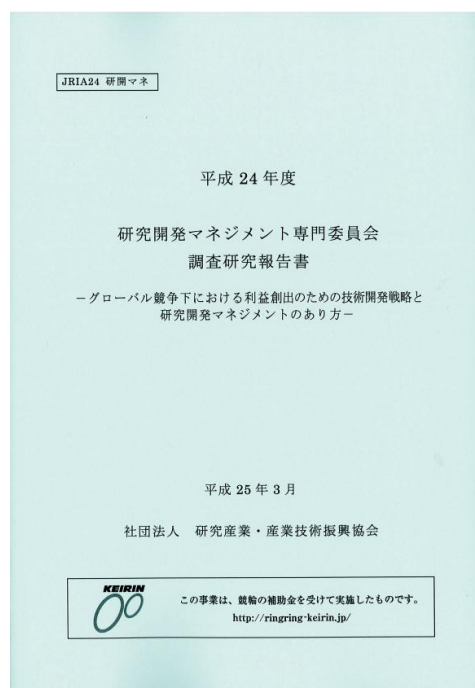 JRIA24 研開マネ
平成 24 年度
研究開発マネジメント専門委員会
調査研究報告書
－グローバル競争下における利益創出のための技術開発戦略と
研究開発マネジメントのあり方－
平成 25 年 3 月
社団法人　研究産業・産業技術振興協会
KEIRIN
この事業は、競輪の補助金を受けて実施したものです。
http://ringring-keirin.jp/